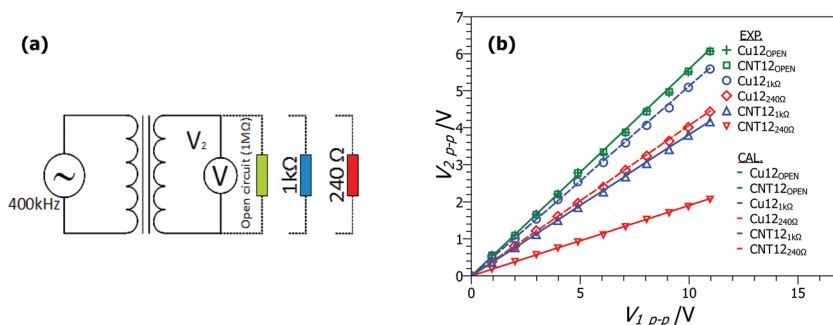 (a)
V2
V
~
400kHz
Open circuit (1MΩ)
1kΩ
240 Ω
(b)
V2 p-p /V
7
6
5
4
3
2
1
0
0
5
10
15
V1 p-p /V
EXP.
Cu12OPEN
CNT12OPEN
Cu121kΩ
Cu12240Ω
CNT121kΩ
CNT12240Ω
CAL.
Cu12OPEN
CNT12OPEN
Cu121kΩ
Cu12240Ω
CNT121kΩ
CNT12240Ω